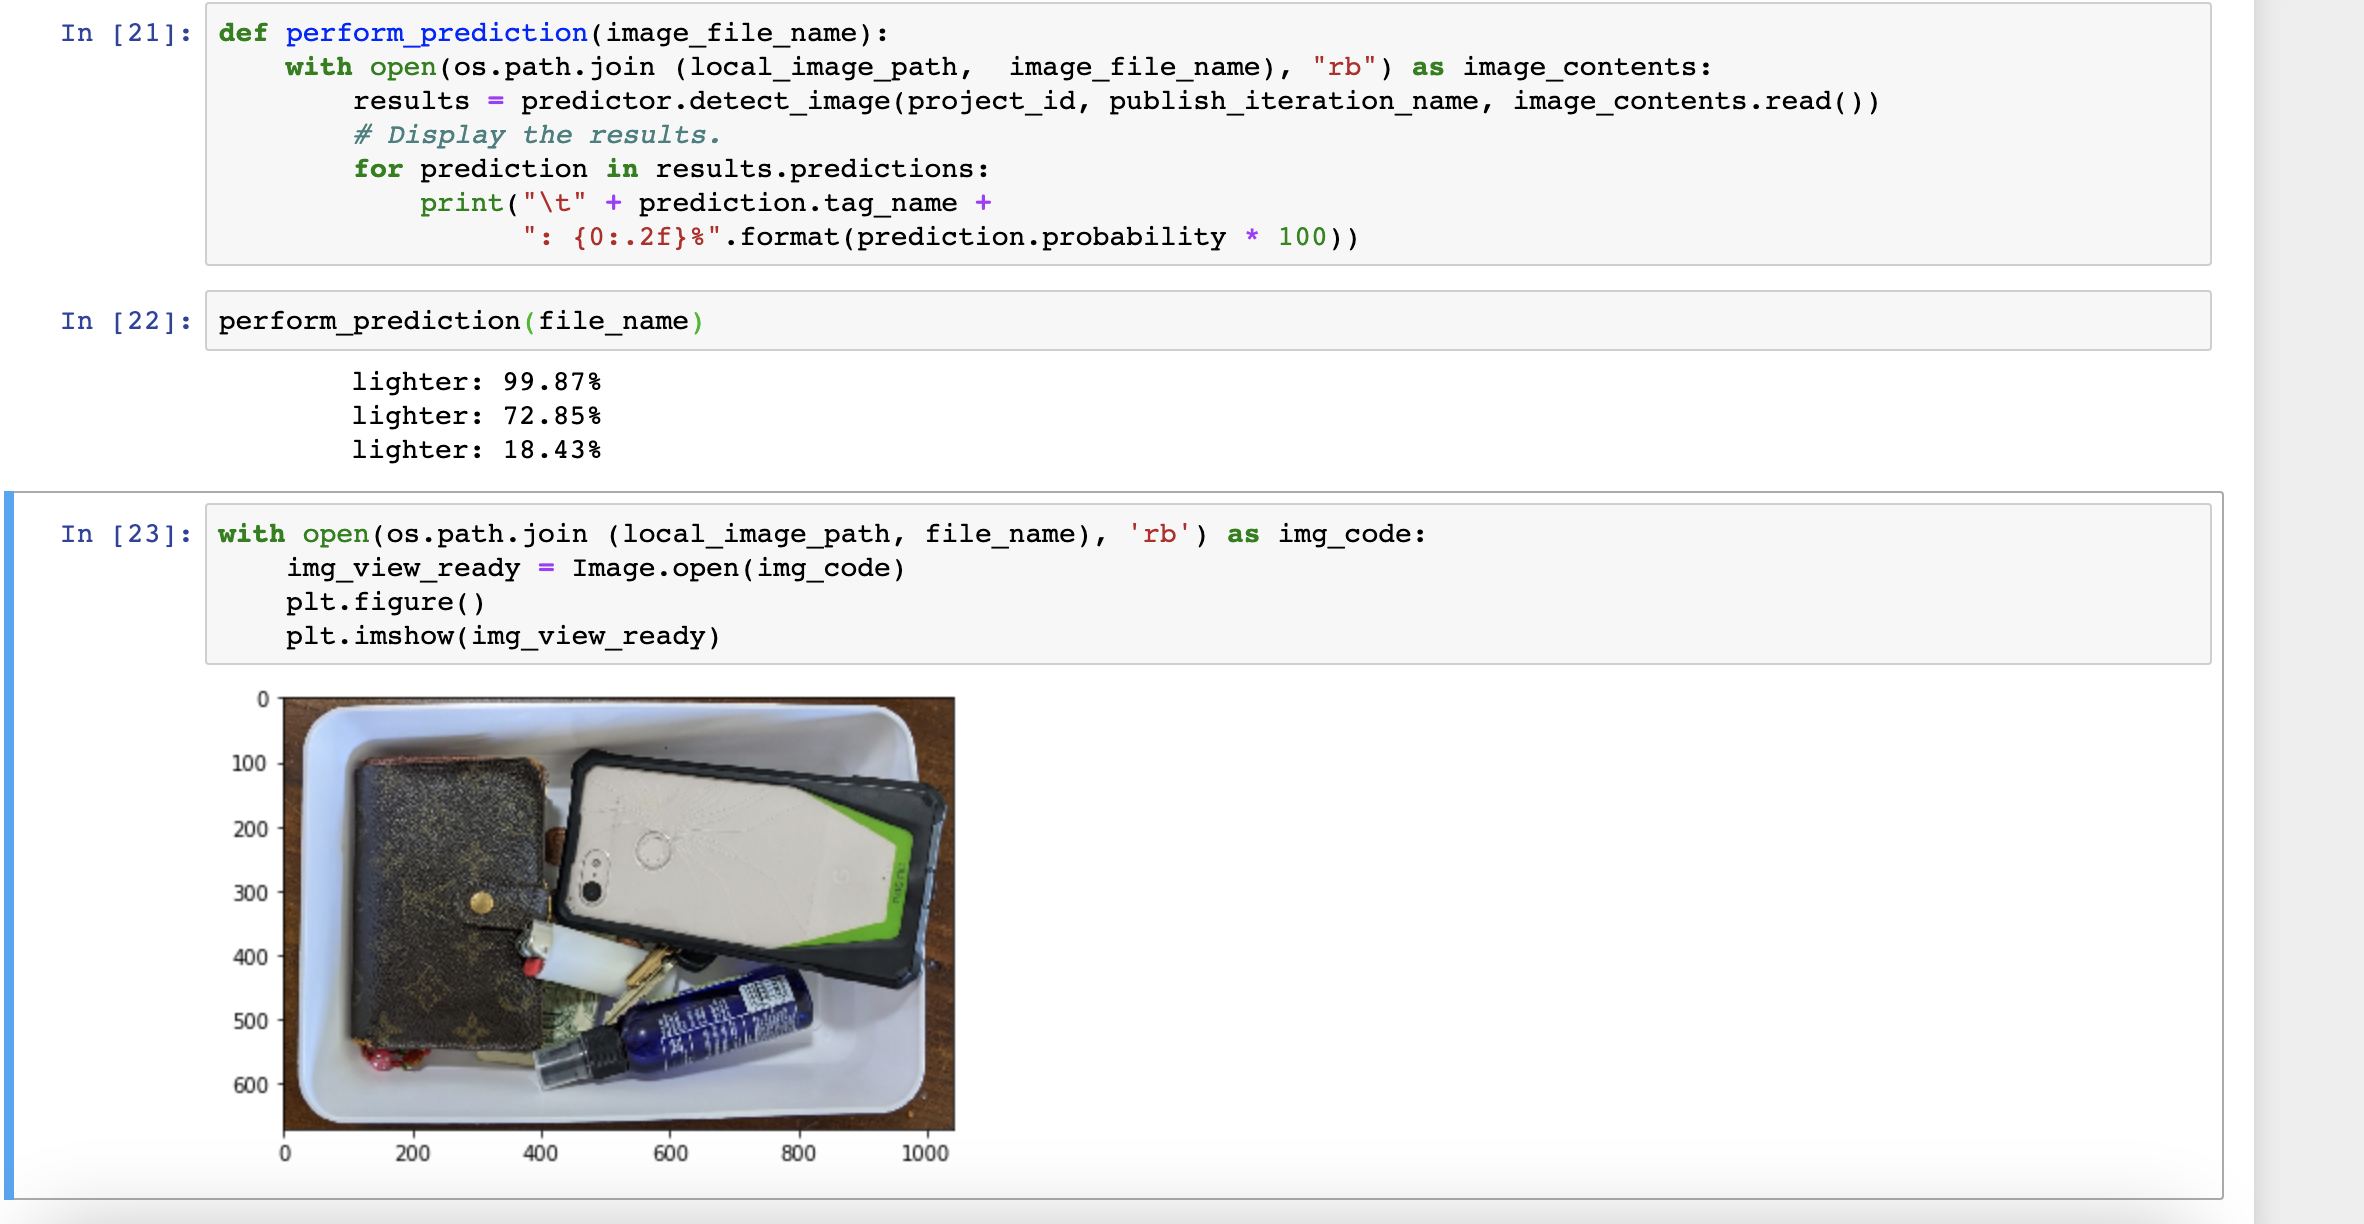 In [21]: def perform_prediction(image_file_name):
    with open(os.path.join (local_image_path,  image_file_name), "rb") as image_contents:
        results = predictor.detect_image(project_id, publish_iteration_name, image_contents.read())
        # Display the results.
        for prediction in results.predictions:
            print("\t" + prediction.tag_name +
                  ": {0:.2f}%".format(prediction.probability * 100))
In [22]: perform_prediction(file_name)
        lighter: 99.87%
        lighter: 72.85%
        lighter: 18.43%
In [23]: with open(os.path.join (local_image_path, file_name), 'rb') as img_code:
    img_view_ready = Image.open(img_code)
    plt.figure()
    plt.imshow(img_view_ready)
0
100
200
300
400
500
600
0 200 400 600 800 1000